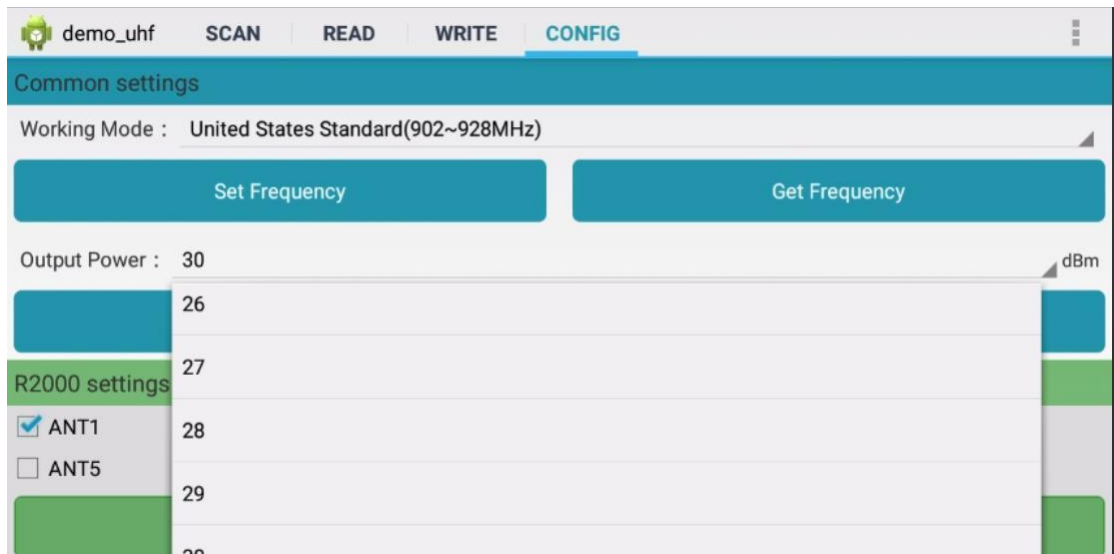 demo_uhf SCAN READ WRITE CONFIG
Common settings
Working Mode : United States Standard(902~928MHz)
Set Frequency Get Frequency
Output Power : 30 dBm
26
27
R2000 settings
ANT1
28
ANT5
29